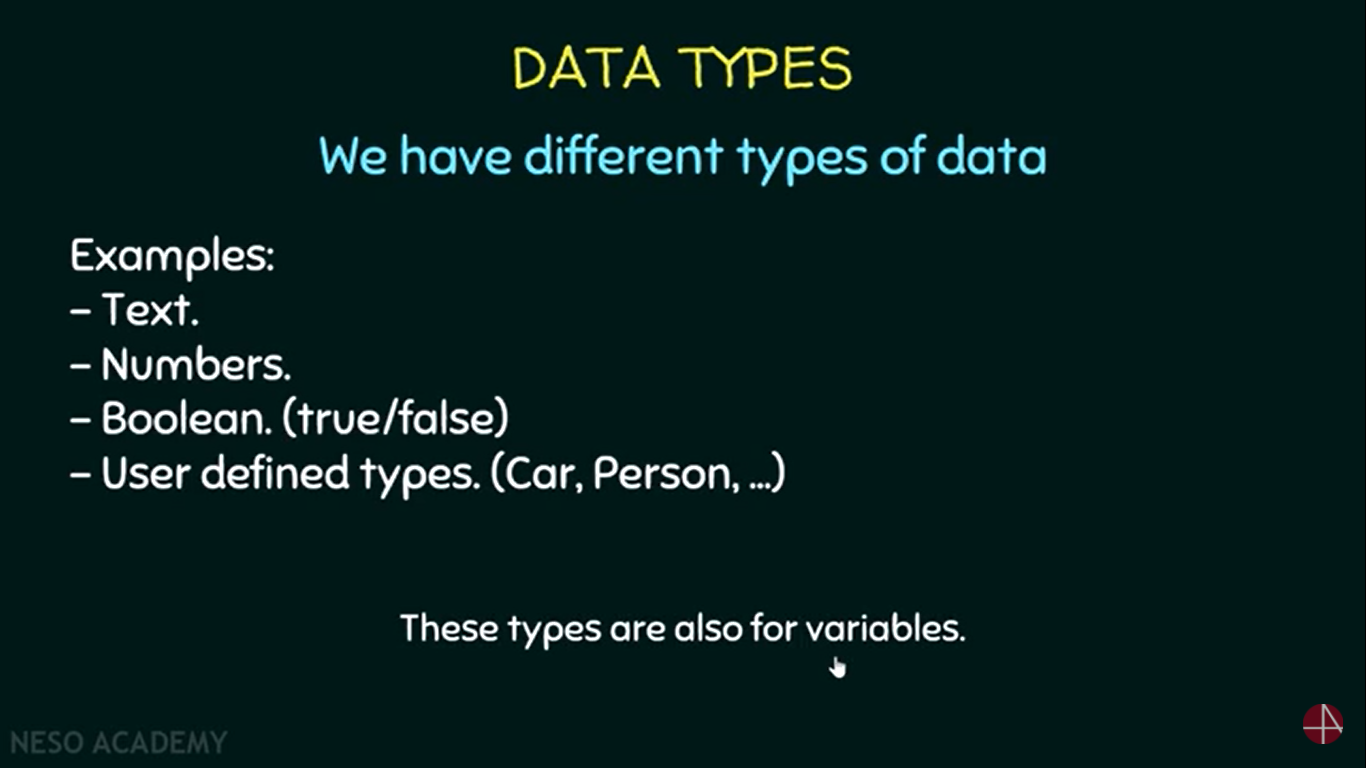 DATA TYPES
We have different types of data
Examples:
– Text.
– Numbers.
– Boolean. (true/false)
– User defined types. (Car, Person, ...)
These types are also for variables.
NESO ACADEMY